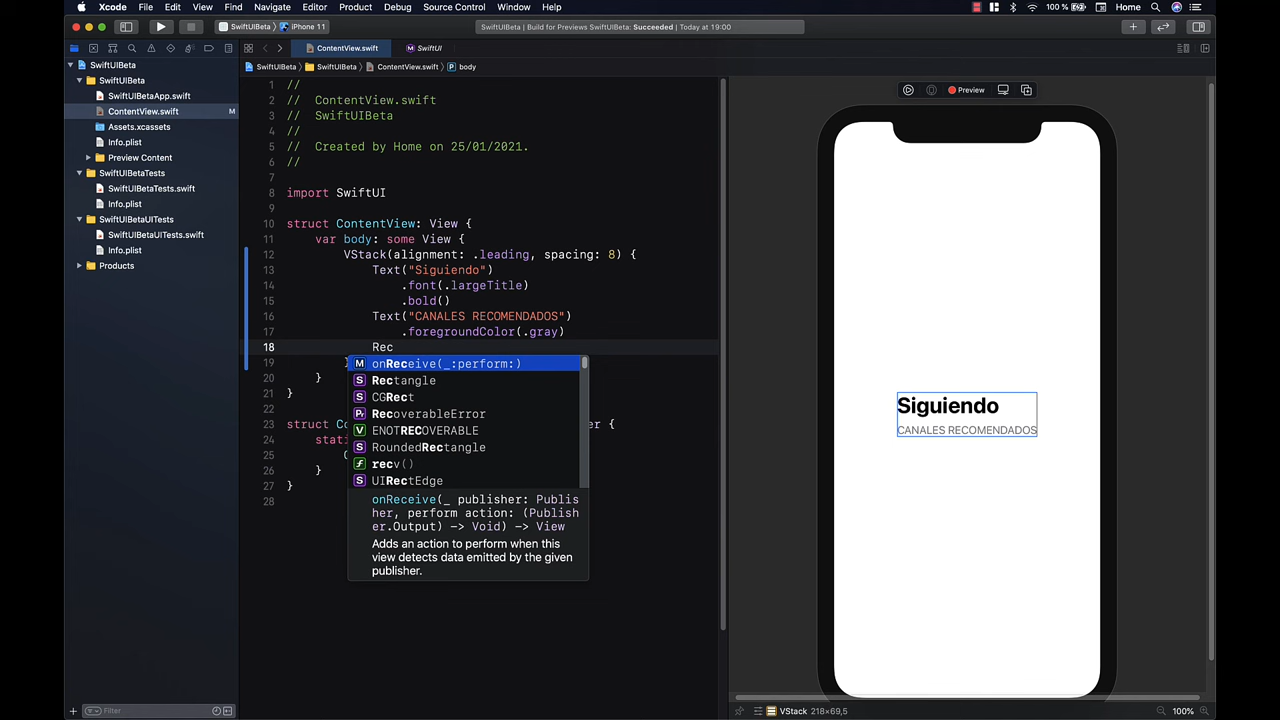 Xcode File Edit View Find Navigate Editor Product Debug Source Control Window Help 100 % Home
SwiftUIBeta iPhone 11 SwiftUIBeta | Build for Previews SwiftUIBeta: Succeeded | Today at 19:00
ContentView.swift SwiftUI
SwiftUIBeta SwiftUIBeta ContentView.swift body
SwiftUIBeta
SwiftUIBeta
SwiftUIBetaApp.swift
ContentView.swift M
Assets.xcassets
Info.plist
Preview Content
SwiftUIBetaTests
SwiftUIBetaTests.swift
Info.plist
SwiftUIBetaUITests
SwiftUIBetaUITests.swift
Info.plist
Products
Filter
1 //
2 // ContentView.swift
3 // SwiftUIBeta
4 //
5 // Created by Home on 25/01/2021.
6 //
7
8 import SwiftUI
9
10 struct ContentView: View {
11 var body: some View {
12 VStack(alignment: .leading, spacing: 8) {
13 Text("Siguiendo")
14 .font(.largeTitle)
15 .bold()
16 Text("CANALES RECOMENDADOS")
17 .foregroundColor(.gray)
18 Rec
19 }
20 }
21 }
22
23 struct Co er {
24 stati
25 C
26 }
27 }
28
M onReceive(_:perform:)
S Rectangle
S CGRect
Pr RecoverableError
V ENOTRECOVERABLE
S RoundedRectangle
f recv()
S UIRectEdge
onReceive(_ publisher: Publis
her, perform action: (Publish
er.Output) -> Void) -> View
Adds an action to perform when this
view detects data emitted by the given
publisher.
Preview
Siguiendo
CANALES RECOMENDADOS
VStack 218×69,5 100%